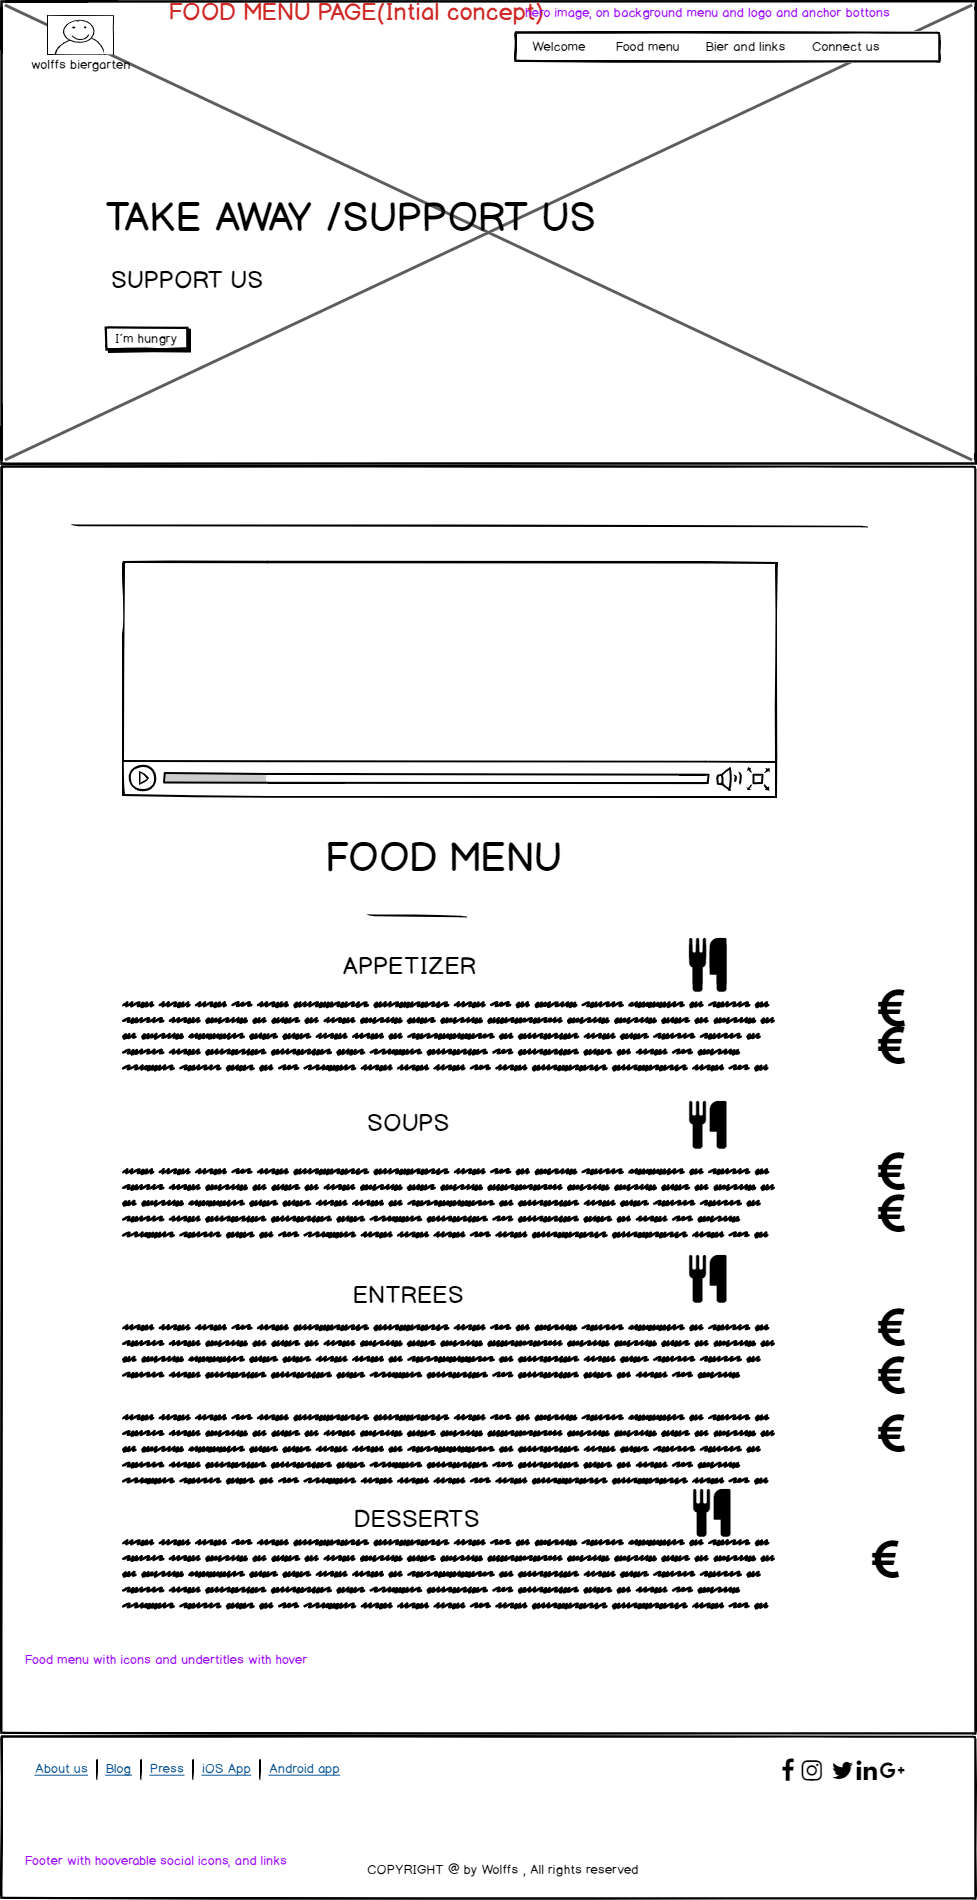 FOOD MENU PAGE(Intial concept)
hero image, on background menu and logo and anchor bottons
wolffs biergarten
Welcome Food menu Bier and links Connect us
TAKE AWAY /SUPPORT US
SUPPORT US
I'm hungry
FOOD MENU
APPETIZER
€
€
SOUPS
€
€
ENTREES
€
€
€
DESSERTS
€
Food menu with icons and undertitles with hover
About us | Blog | Press | iOS App | Android app
f in G+
Footer with hooverable social icons, and links
COPYRIGHT @ by Wolffs , All rights reserved